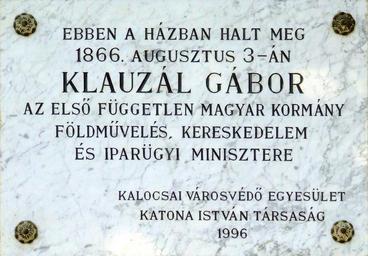 EBBEN A HÁZBAN HALT MEG
1866. AUGUSZTUS 3-ÁN
KLAUZÁL GÁBOR
AZ ELSŐ FÜGGETLEN MAGYAR KORMÁNY
FÖLDMŰVELÉS, KERESKEDELEM
ÉS IPARÜGYI MINISZTERE
KALOCSAI VÁROSVÉDŐ EGYESÜLET
KATONA ISTVÁN TÁRSASÁG
1996